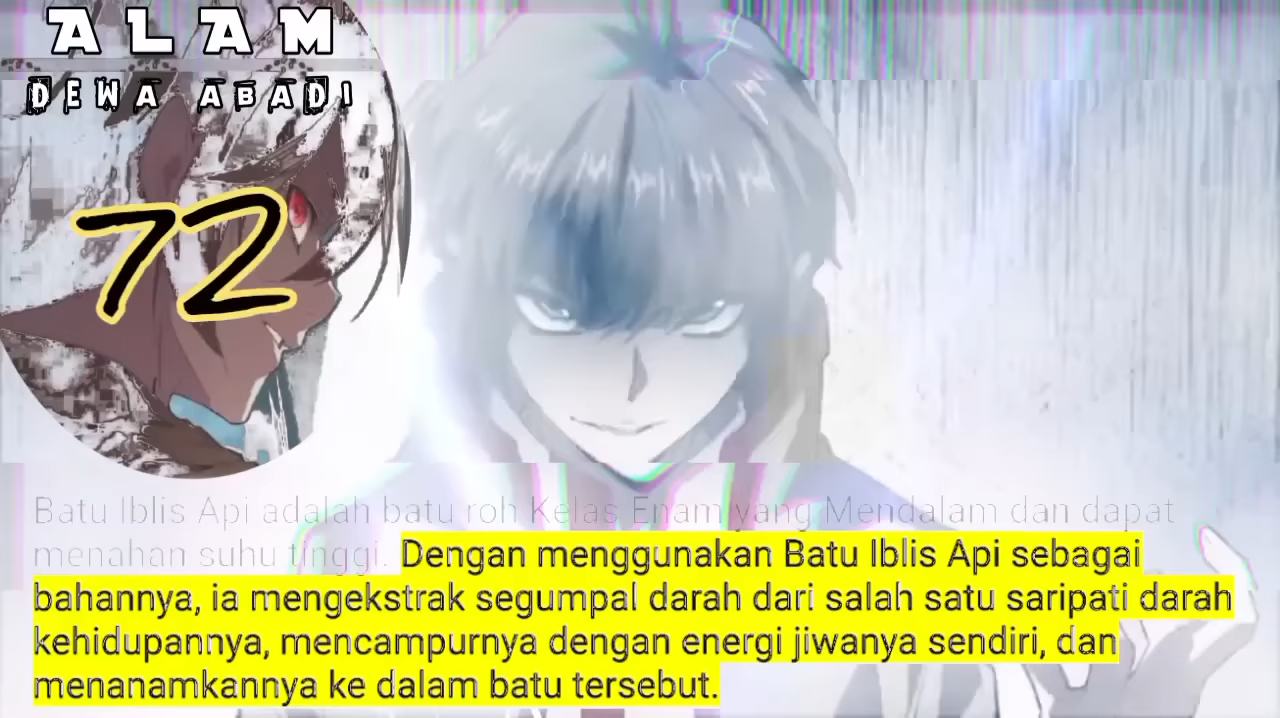 ALAM
DEWA ABADI
72
Batu Iblis Api adalah batu roh Kelas Enam yang Mendalam dan dapat
menahan suhu tinggi. Dengan menggunakan Batu Iblis Api sebagai
bahannya, ia mengekstrak segumpal darah dari salah satu saripati darah
kehidupannya, mencampurnya dengan energi jiwanya sendiri, dan
menanamkannya ke dalam batu tersebut.